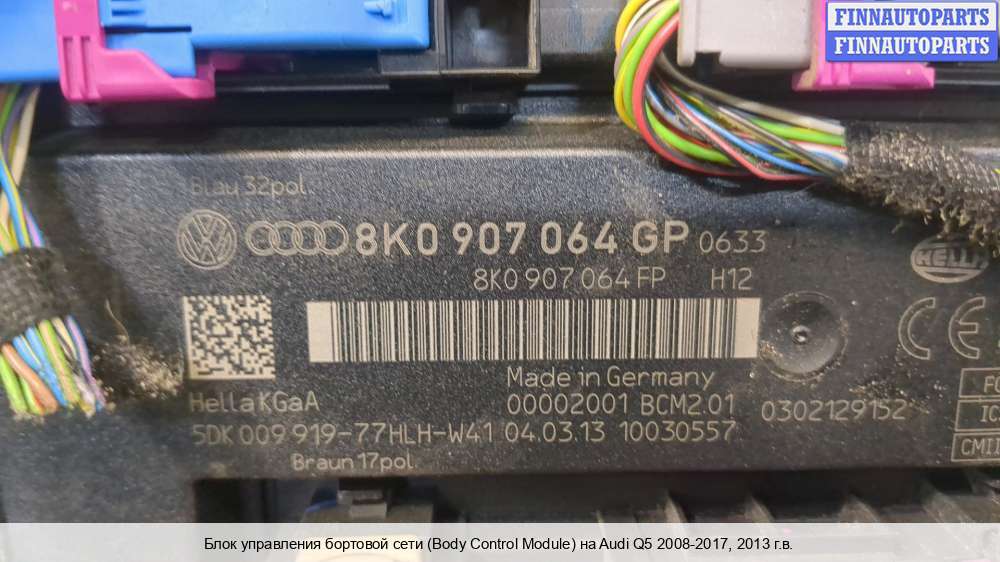 FINNAUTOPARTS
FINNAUTOPARTS
Blau 32pol.
8K0 907 064 GP 0633
8K0 907 064 FP H12
HELLA
Made in Germany
Hella KGaA
00002001 BCM2.01
0302129152
5DK 009 919-77HLH-W41 04.03.13 10030557
Braun 17pol.
CE
CMII
Блок управления бортовой сети (Body Control Module) на Audi Q5 2008-2017, 2013 г.в.